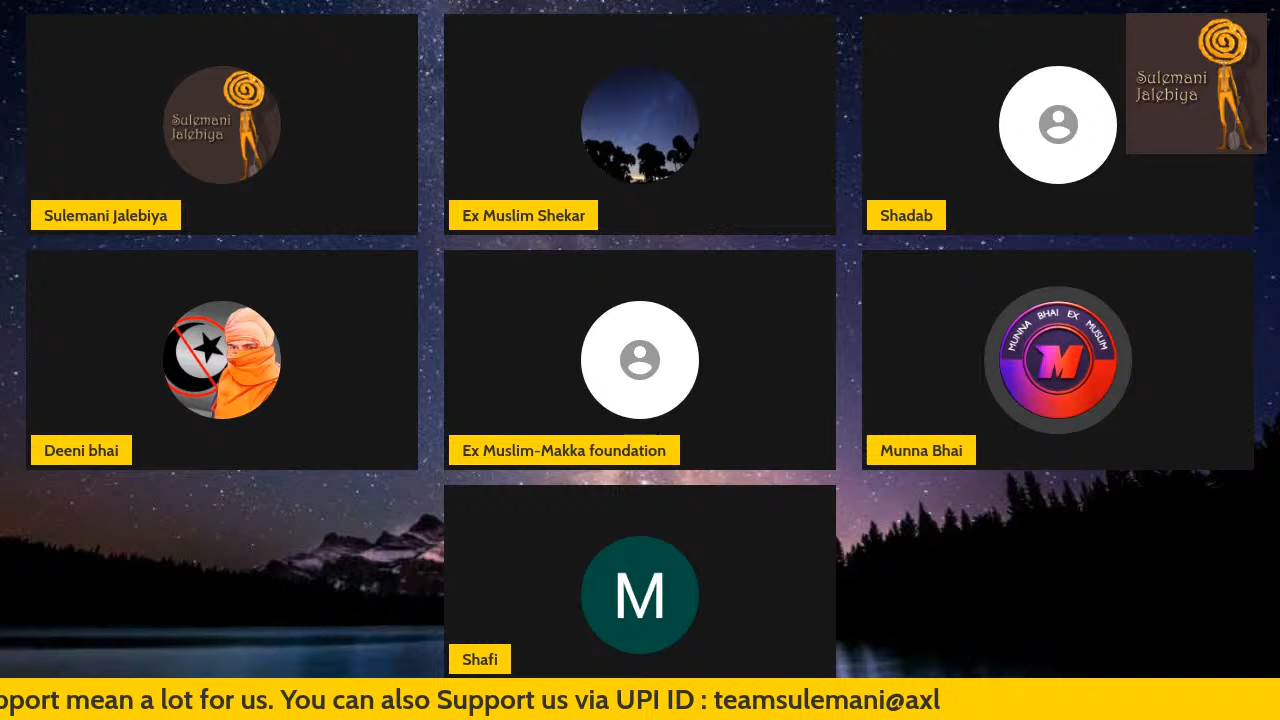 Sulemani
Jalebiya
Sulemani Jalebiya
Ex Muslim Shekar
Shadab
Sulemani
Jalebiya
Deeni bhai
Ex Muslim-Makka foundation
MUNNA BHAI EX MUSLIM
M
Munna Bhai
M
Shafi
pport mean a lot for us. You can also Support us via UPI ID : teamsulemani@axl